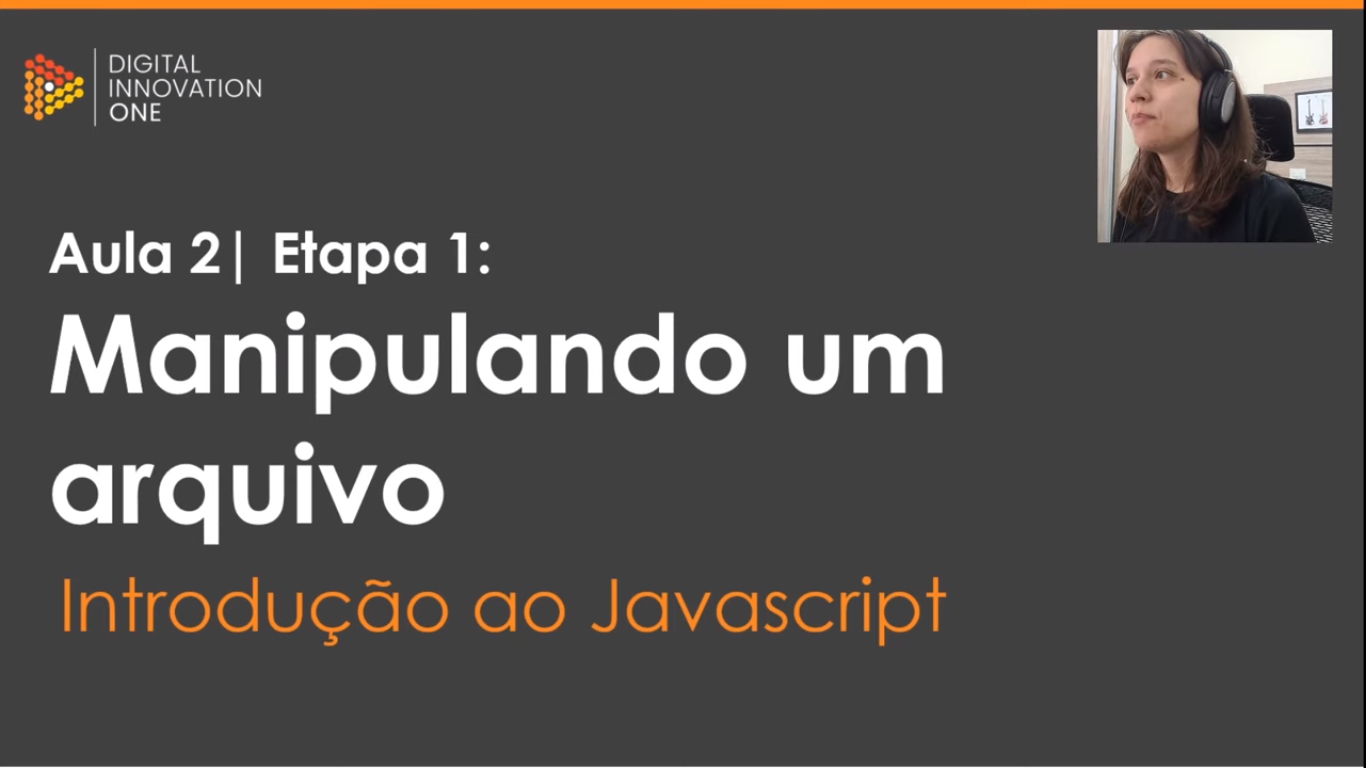 DIGITAL
INNOVATION
ONE
Aula 2| Etapa 1:
Manipulando um
arquivo
Introdução ao Javascript